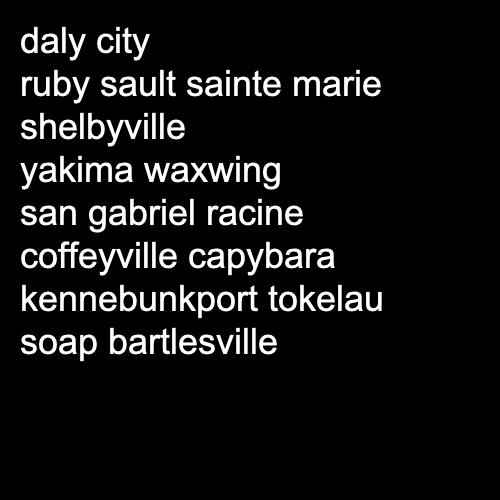 daly city
ruby sault sainte marie
shelbyville
yakima waxwing
san gabriel racine
coffeyville capybara
kennebunkport tokelau
soap bartlesville